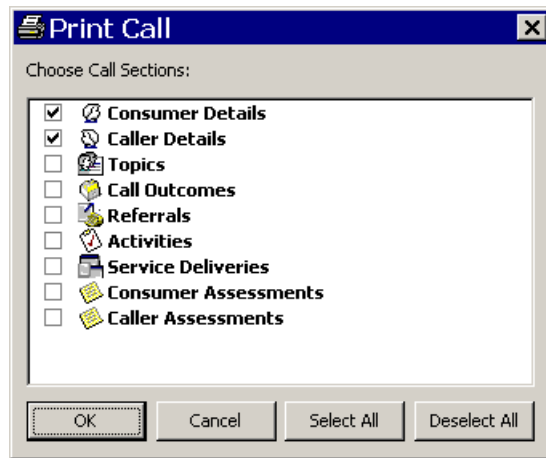 Print Call
Choose Call Sections:
Consumer Details
Caller Details
Topics
Call Outcomes
Referrals
Activities
Service Deliveries
Consumer Assessments
Caller Assessments
OK Cancel Select All Deselect All